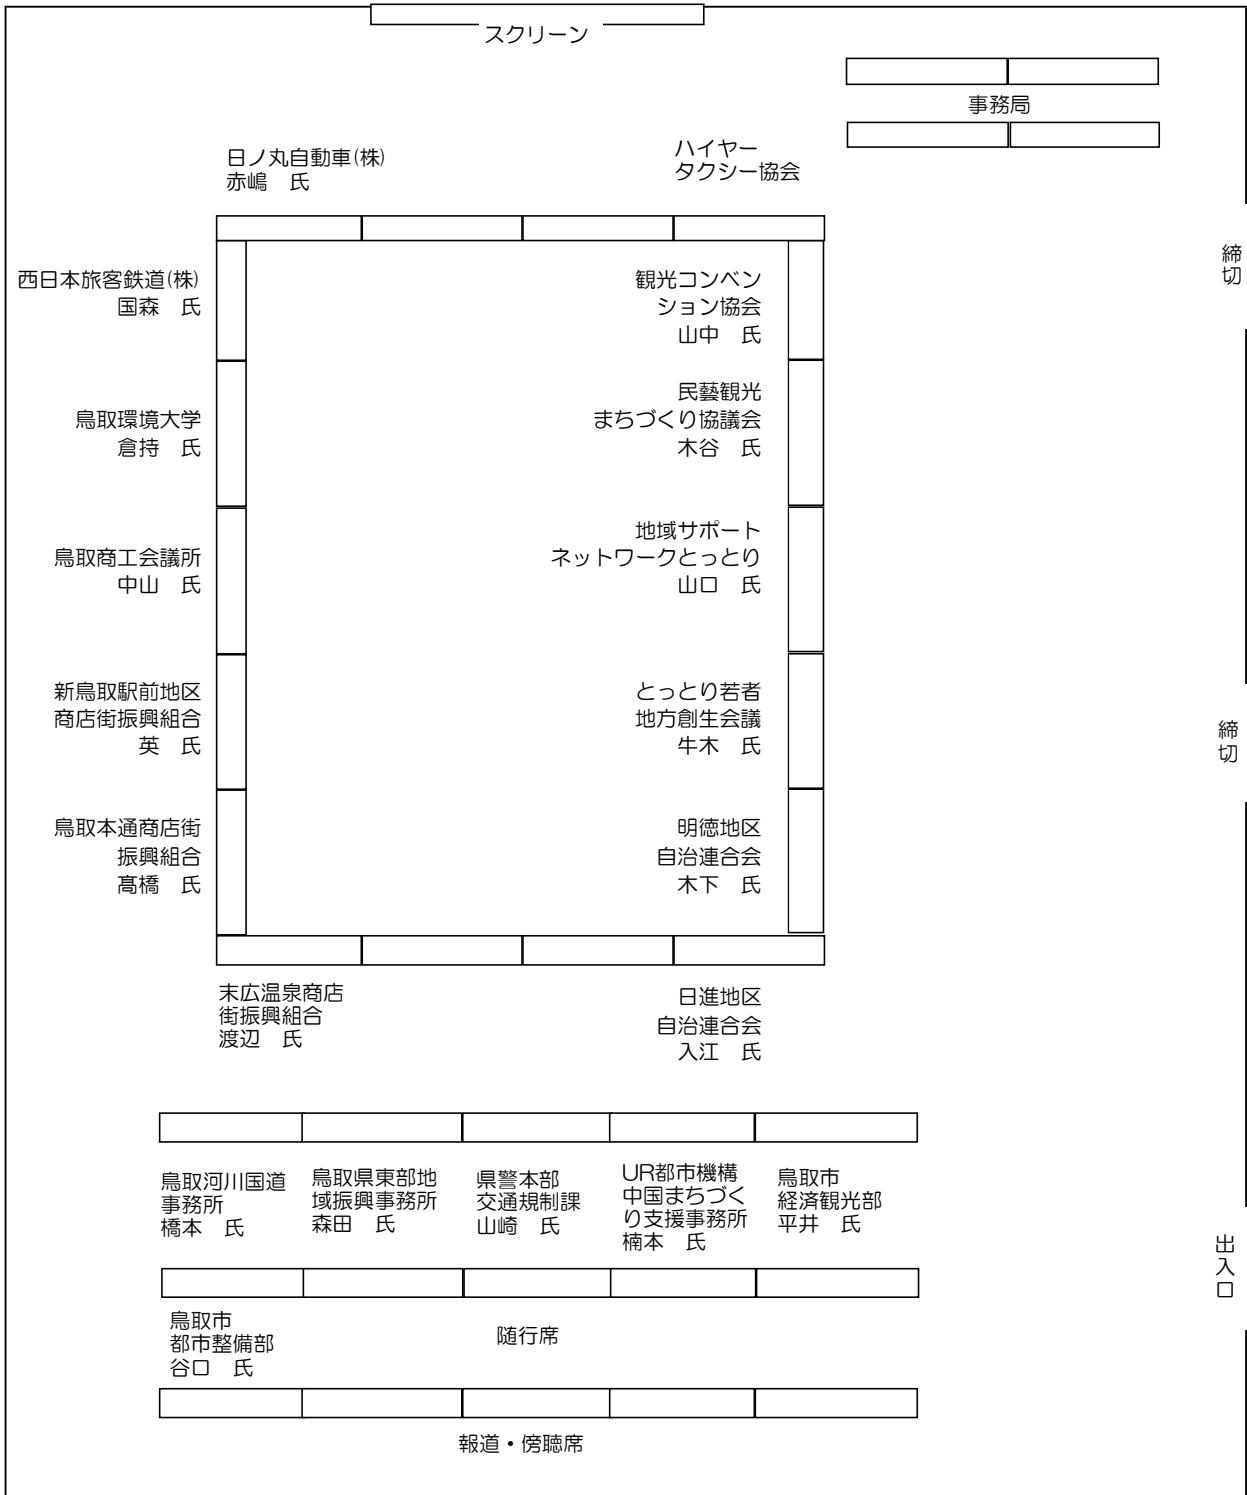 スクリーン
事務局
日ノ丸自動車(株)
赤嶋　氏
ハイヤー
タクシー協会
締切
西日本旅客鉄道(株)
国森　氏
観光コンベン
ション協会
山中　氏
鳥取環境大学
倉持　氏
民藝観光
まちづくり協議会
木谷　氏
鳥取商工会議所
中山　氏
地域サポート
ネットワークとっとり
山口　氏
新鳥取駅前地区
商店街振興組合
英　氏
とっとり若者
地方創生会議
牛木　氏
締切
鳥取本通商店街
振興組合
髙橋　氏
明徳地区
自治連合会
木下　氏
末広温泉商店
街振興組合
渡辺　氏
日進地区
自治連合会
入江　氏
鳥取河川国道
事務所
橋本　氏
鳥取県東部地
域振興事務所
森田　氏
県警本部
交通規制課
山崎　氏
UR都市機構
中国まちづく
り支援事務所
楠本　氏
鳥取市
経済観光部
平井　氏
出入口
鳥取市
都市整備部
谷口　氏
随行席
報道・傍聴席